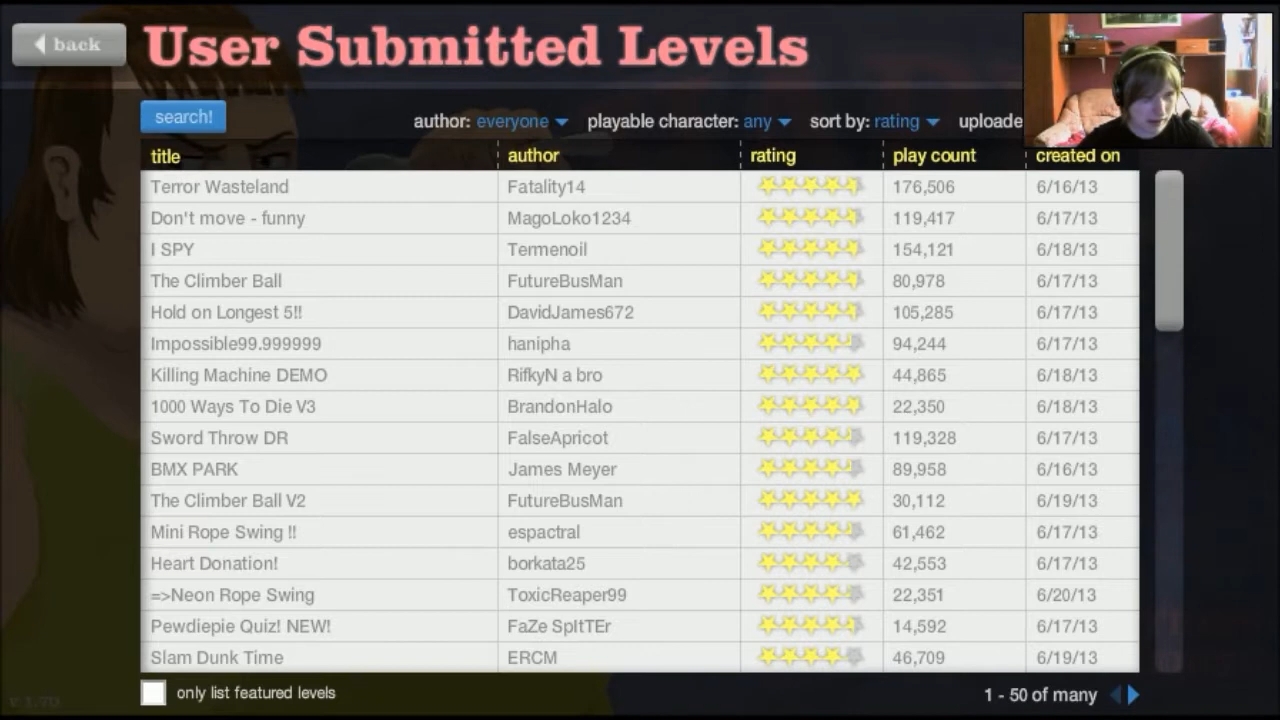 back
User Submitted Levels
search!
author: everyone playable character: any sort by: rating uploade
title author rating play count created on
Terror Wasteland Fatality14 176,506 6/16/13
Don't move - funny MagoLoko1234 119,417 6/17/13
I SPY Termenoil 154,121 6/18/13
The Climber Ball FutureBusMan 80,978 6/17/13
Hold on Longest 5!! DavidJames672 105,285 6/17/13
Impossible99.999999 hanipha 94,244 6/17/13
Killing Machine DEMO RifkyN a bro 44,865 6/18/13
1000 Ways To Die V3 BrandonHalo 22,350 6/18/13
Sword Throw DR FalseApricot 119,328 6/17/13
BMX PARK James Meyer 89,958 6/16/13
The Climber Ball V2 FutureBusMan 30,112 6/19/13
Mini Rope Swing !! espactral 61,462 6/17/13
Heart Donation! borkata25 42,553 6/17/13
=>Neon Rope Swing ToxicReaper99 22,351 6/20/13
Pewdiepie Quiz! NEW! FaZe SpItTEr 14,592 6/17/13
Slam Dunk Time ERCM 46,709 6/19/13
only list featured levels 1 - 50 of many